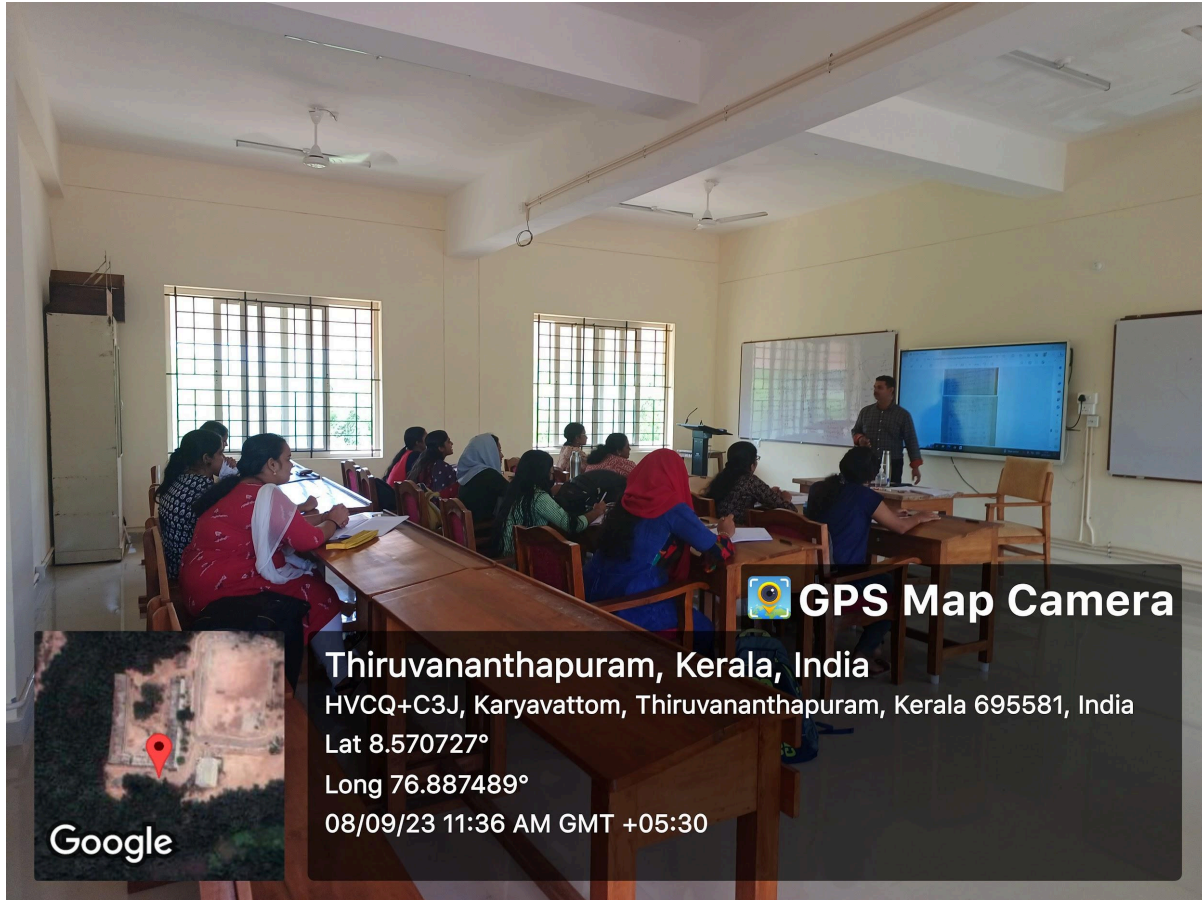 GPS Map Camera
Thiruvananthapuram, Kerala, India
HVCQ+C3J, Karyavattom, Thiruvananthapuram, Kerala 695581, India
Lat 8.570727°
Long 76.887489°
08/09/23 11:36 AM GMT +05:30
Google